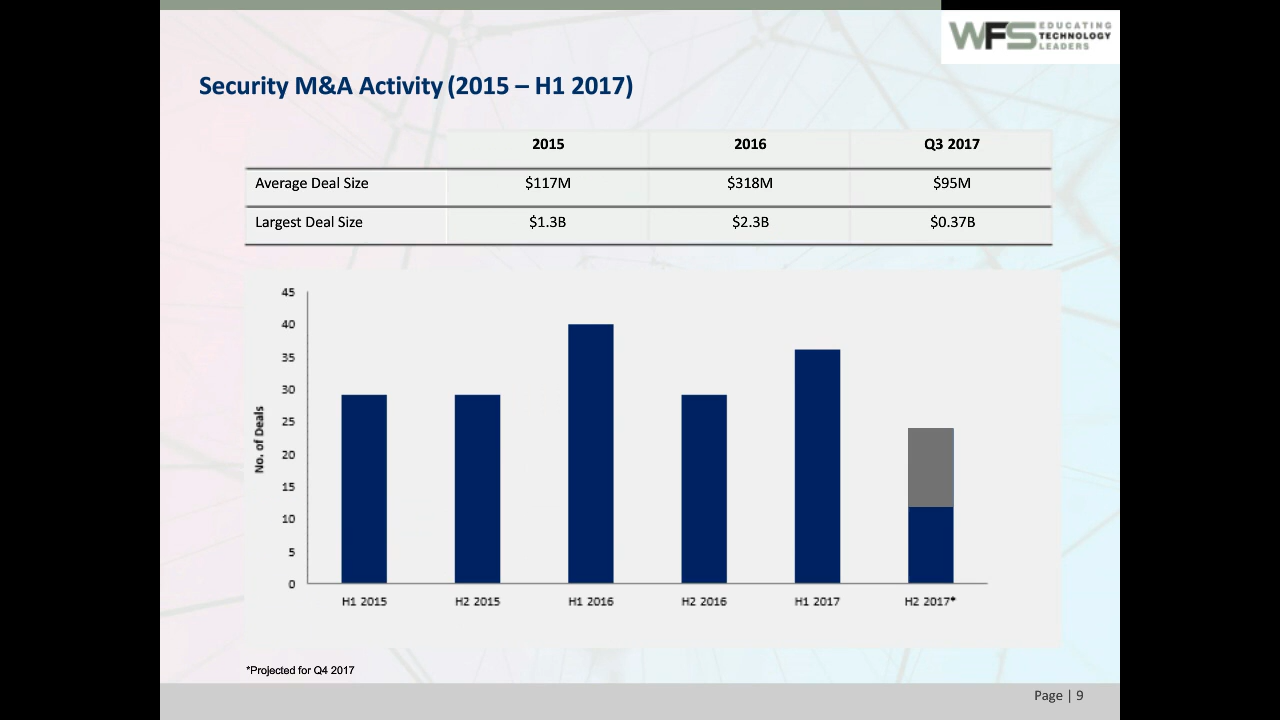 WFS EDUCATING
TECHNOLOGY
LEADERS
Security M&A Activity (2015 – H1 2017)
2015 2016 Q3 2017
Average Deal Size $117M $318M $95M
Largest Deal Size $1.3B $2.3B $0.37B
45
40
35
30
25
20
15
10
5
0
No. of Deals
H1 2015 H2 2015 H1 2016 H2 2016 H1 2017 H2 2017*
*Projected for Q4 2017
Page | 9